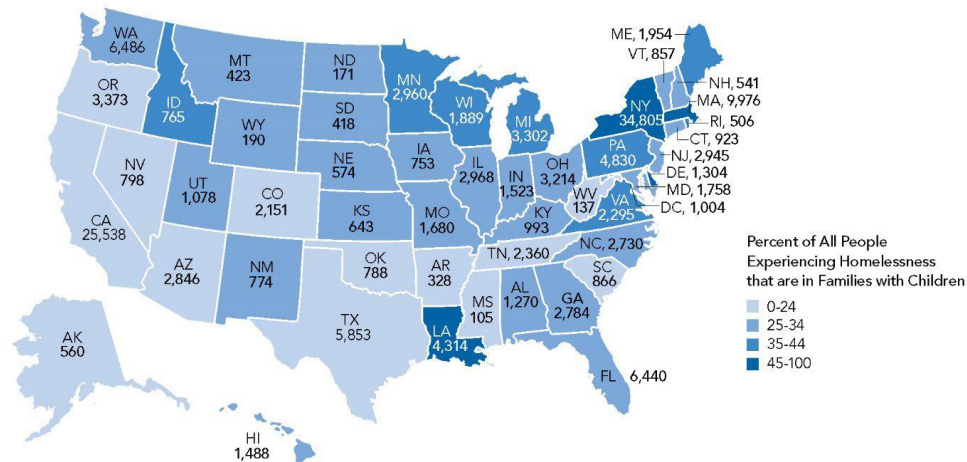 WA
6,486
MT
423
ND
171
MN
2,960
ME, 1,954
VT, 857
NH, 541
MA, 9,976
RI, 506
CT, 923
NJ, 2,945
DE, 1,304
MD, 1,758
DC, 1,004
OR
3,373
ID
765
WY
190
SD
418
WI
1,889
MI
3,302
NY
34,805
PA
4,830
NV
798
UT
1,078
CO
2,151
NE
574
IA
753
IL
2,968
IN
1,523
OH
3,214
WV
137
VA
2,295
CA
25,538
KS
643
MO
1,680
KY
993
AZ
2,846
NM
774
OK
788
AR
328
TN, 2,360
NC, 2,730
SC
866
TX
5,853
LA
4,314
MS
105
AL
1,270
GA
2,784
FL 6,440
AK
560
HI
1,488
Percent of All People
Experiencing Homelessness
that are in Families with Children
0-24
25-34
35-44
45-100